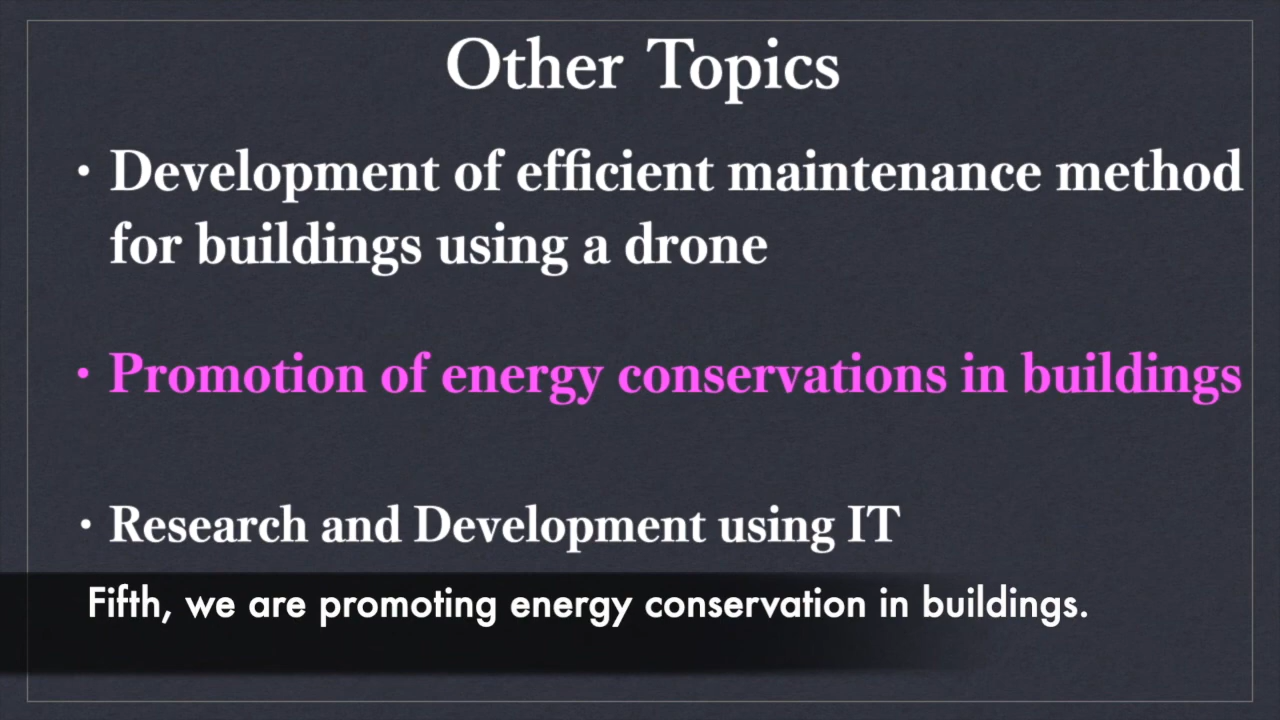 Other Topics
• Development of efficient maintenance method
for buildings using a drone
• Promotion of energy conservations in buildings
• Research and Development using IT
Fifth, we are promoting energy conservation in buildings.